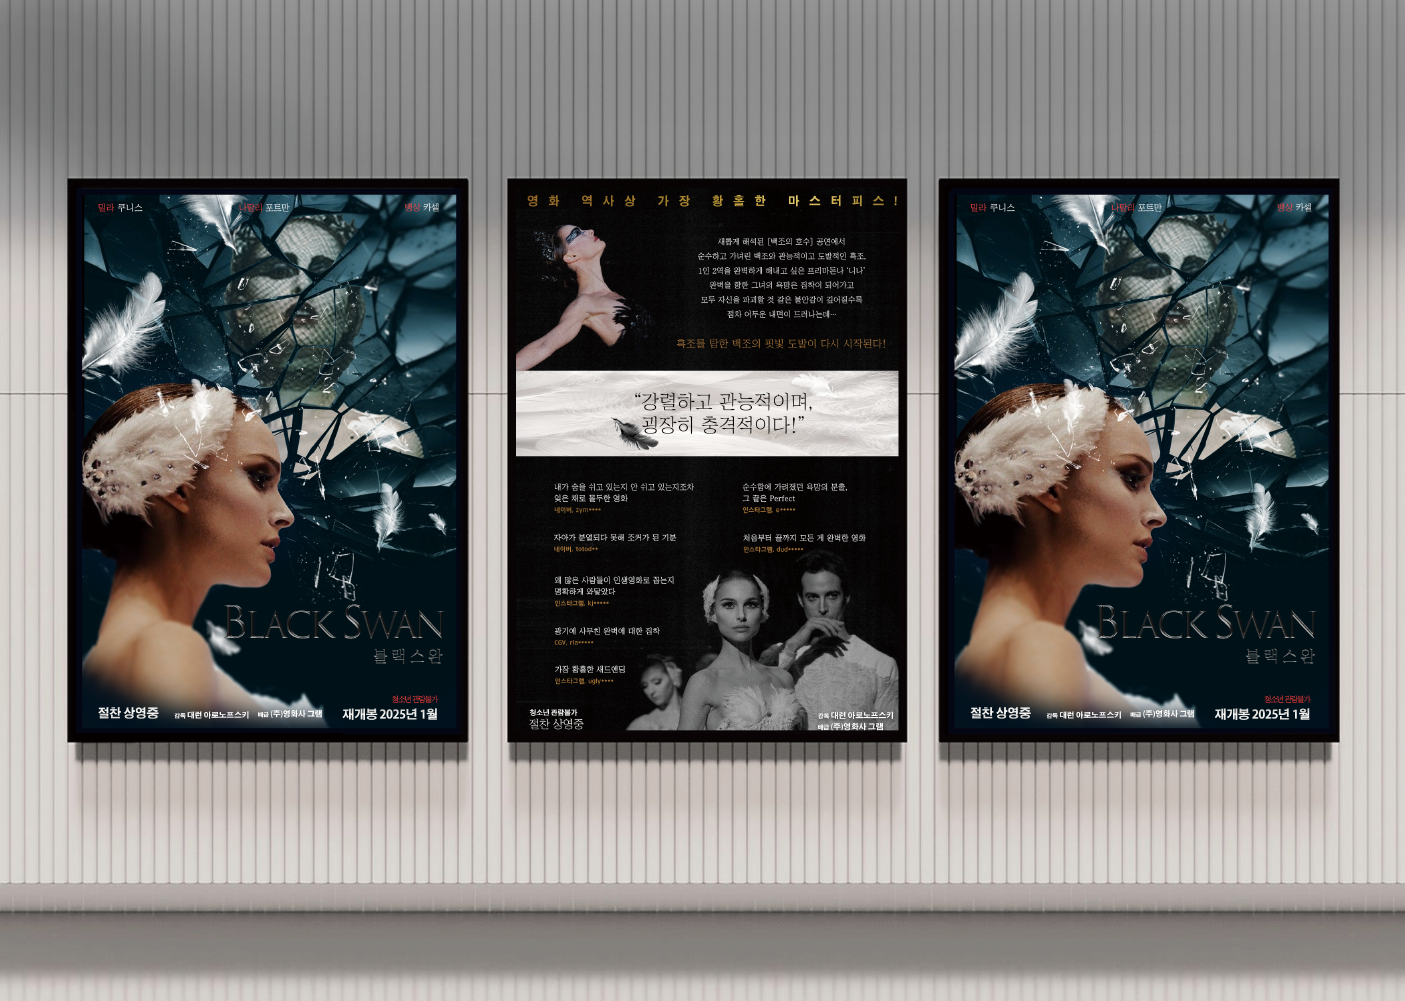 밀라 쿠니스 나탈리 포트만 뱅상 카셀
BLACK SWAN
블랙스완
청소년 관람불가
절찬 상영중 감독 대런 아로노프스키 배급 (주)영화사 그램 재개봉 2025년 1월
영화 역사상 가장 황홀한 마스터피스!
새롭게 해석된 [백조의 호수] 공연에서
순수하고 가녀린 백조와 관능적이고 도발적인 흑조,
1인 2역을 완벽하게 해내고 싶은 프리마돈나 '니나'
완벽을 향한 그녀의 욕망은 집착이 되어가고
모두 자신을 파괴할 것 같은 불안감이 깊어질수록
점차 어두운 내면이 드러나는데…
흑조를 탐한 백조의 핏빛 도발이 다시 시작된다!
“강렬하고 관능적이며,
굉장히 충격적이다!”
내가 숨을 쉬고 있는지 안 쉬고 있는지조차
잊은 채로 몰두한 영화
네이버, zym****
자아가 분열되다 못해 조커가 된 기분
네이버, totod**
왜 많은 사람들이 인생영화로 꼽는지
명확하게 와닿았다
인스타그램, kj*****
광기에 사무친 완벽에 대한 집착
CGV, ria*****
가장 황홀한 새드엔딩
인스타그램, ugly****
순수함에 가려졌던 욕망의 분출,
그 끝은 Perfect
인스타그램, u*****
처음부터 끝까지 모든 게 완벽한 영화
인스타그램, dud*****
청소년 관람불가
절찬 상영중
감독 대런 아로노프스키
배급 (주)영화사 그램
밀라 쿠니스 나탈리 포트만 뱅상 카셀
BLACK SWAN
블랙스완
청소년 관람불가
절찬 상영중 감독 대런 아로노프스키 배급 (주)영화사 그램 재개봉 2025년 1월